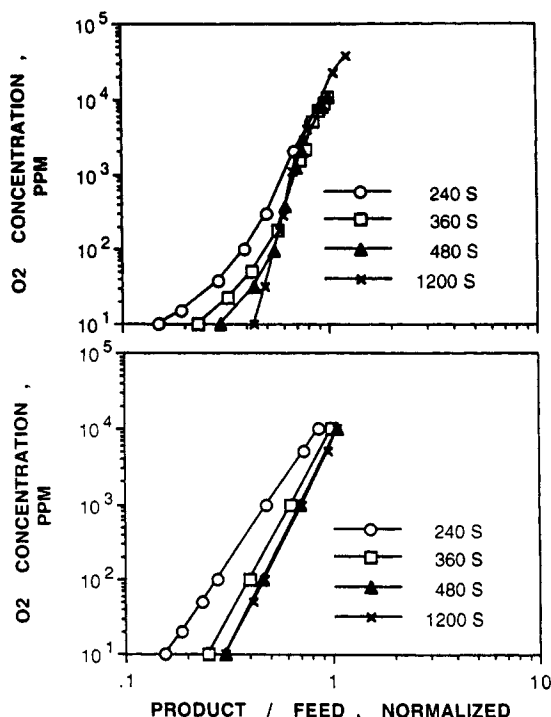 10^5
10^4
10^3
10^2
10^1
O2 CONCENTRATION ,
PPM
240 S
360 S
480 S
1200 S
10^5
10^4
10^3
10^2
10^1
O2 CONCENTRATION ,
PPM
240 S
360 S
480 S
1200 S
.1
1
10
PRODUCT / FEED , NORMALIZED